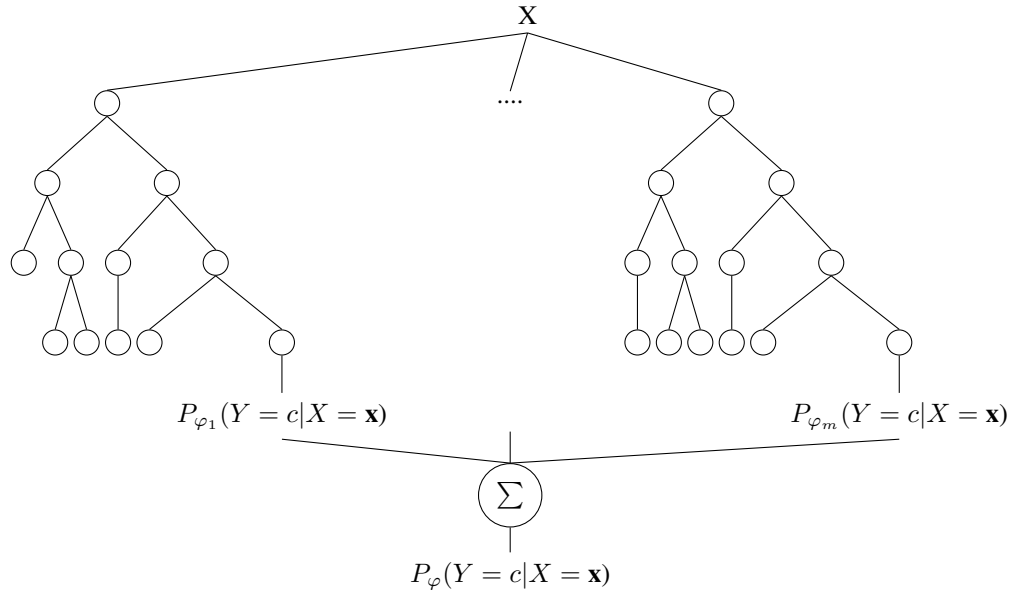 X
....
P_{φ_1}(Y = c|X = x)
P_{φ_m}(Y = c|X = x)
∑
P_φ(Y = c|X = x)